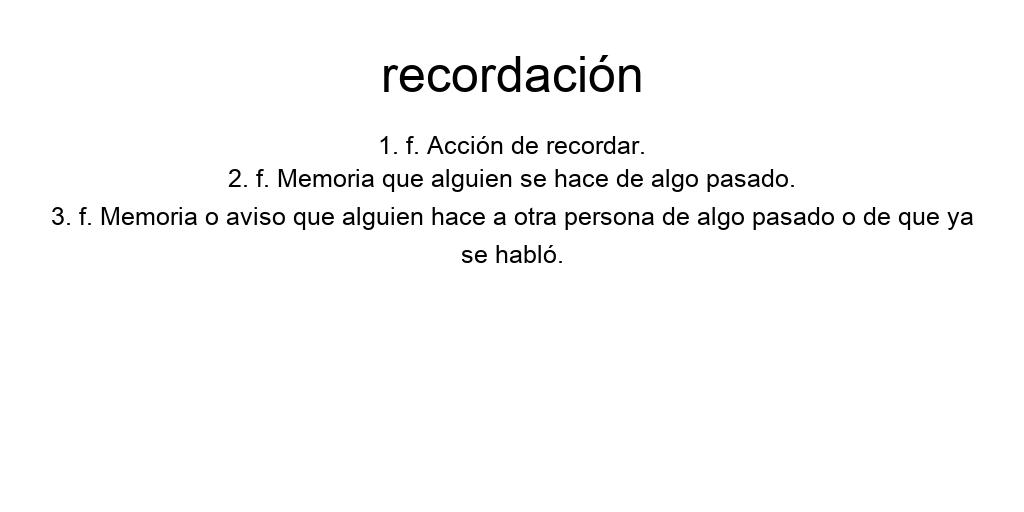 recordación
1. f. Acción de recordar.
2. f. Memoria que alguien se hace de algo pasado.
3. f. Memoria o aviso que alguien hace a otra persona de algo pasado o de que ya
se habló.